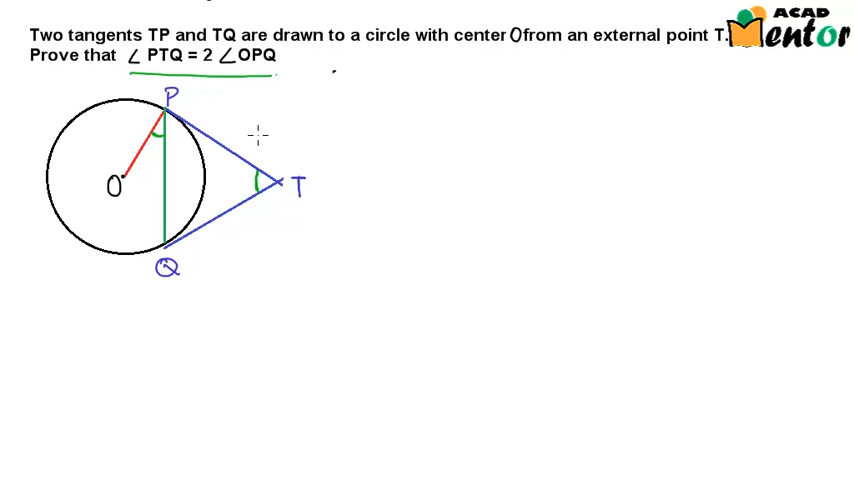 Two tangents TP and TQ are drawn to a circle with center O from an external point T.
Prove that ∠ PTQ = 2 ∠OPQ
ACAD
Mentor
P
O
T
Q